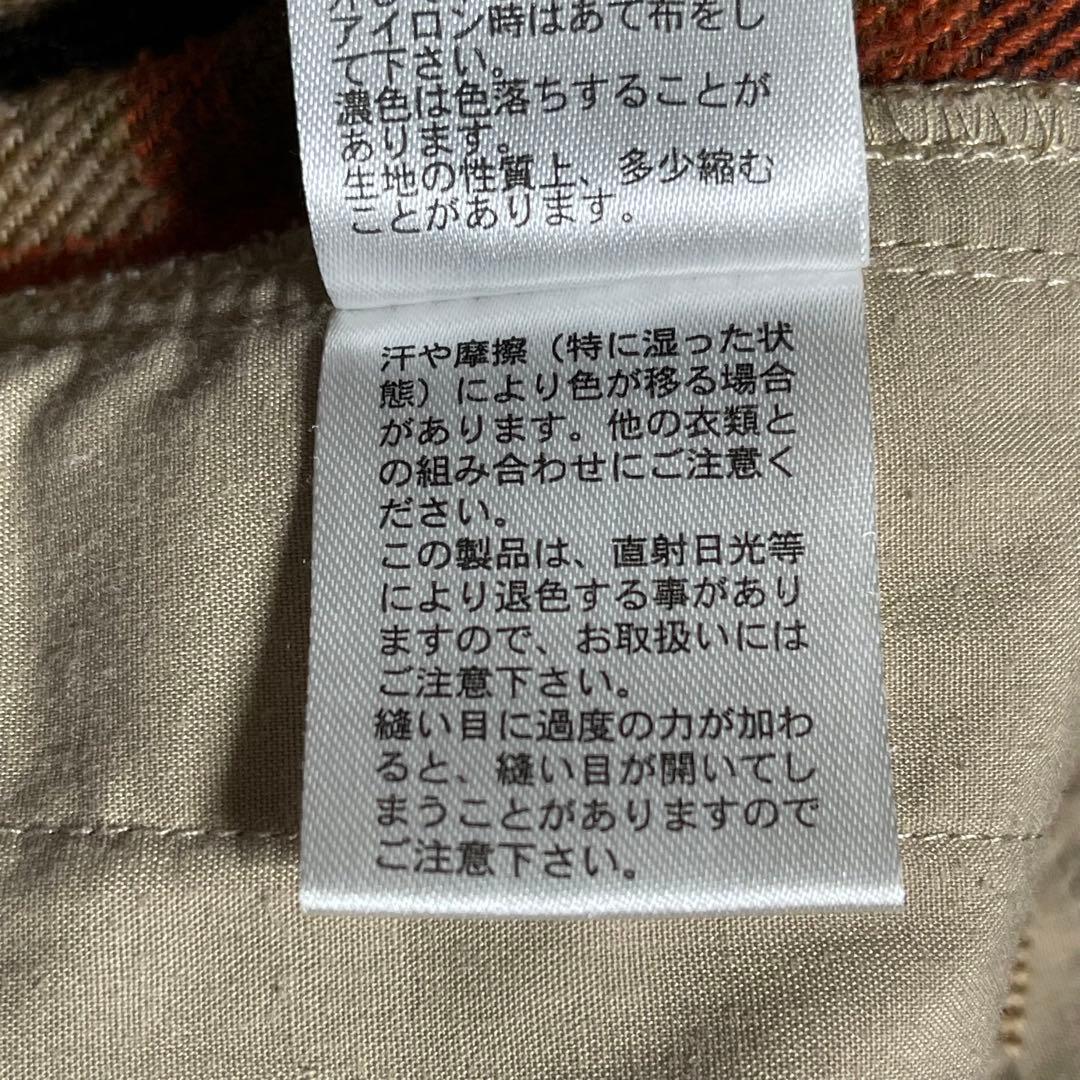 アイロン時はあて布をし
て下さい。
濃色は色落ちすることが
あります。
生地の性質上、多少縮む
ことがあります。
汗や摩擦（特に湿った状
態）により色が移る場合
があります。他の衣類と
の組み合わせにご注意く
ださい。
この製品は、直射日光等
により退色する事があり
ますので、お取扱いには
ご注意下さい。
縫い目に過度の力が加わ
ると、縫い目が開いてし
まうことがありますので
ご注意下さい。